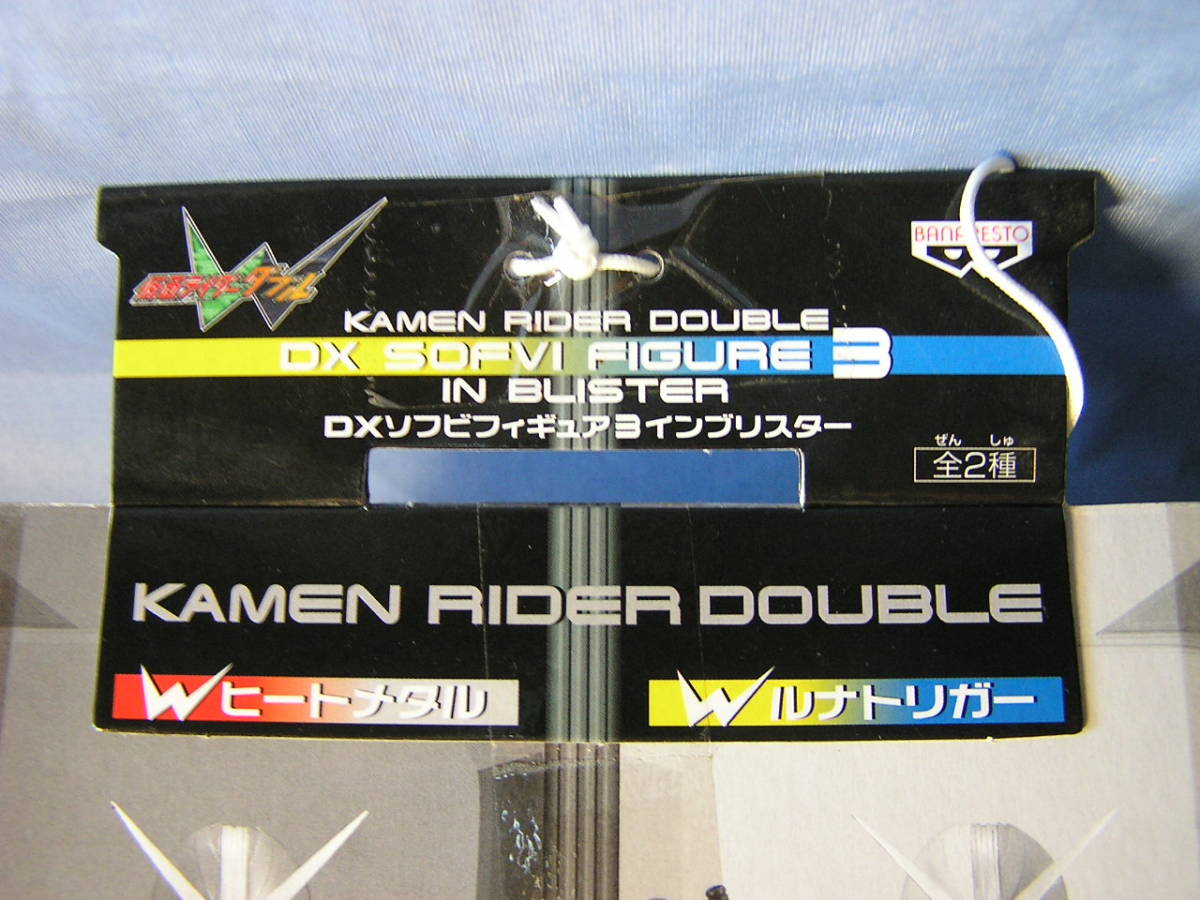 仮面ライダーダブル
BANPRESTO
KAMEN RIDER DOUBLE
DX SOFVI FIGURE 3
IN BLISTER
DXソフビフィギュア3インブリスター
ぜん しゅ
全2種
KAMEN RIDER DOUBLE
Wヒートメタル
Wルナトリガー